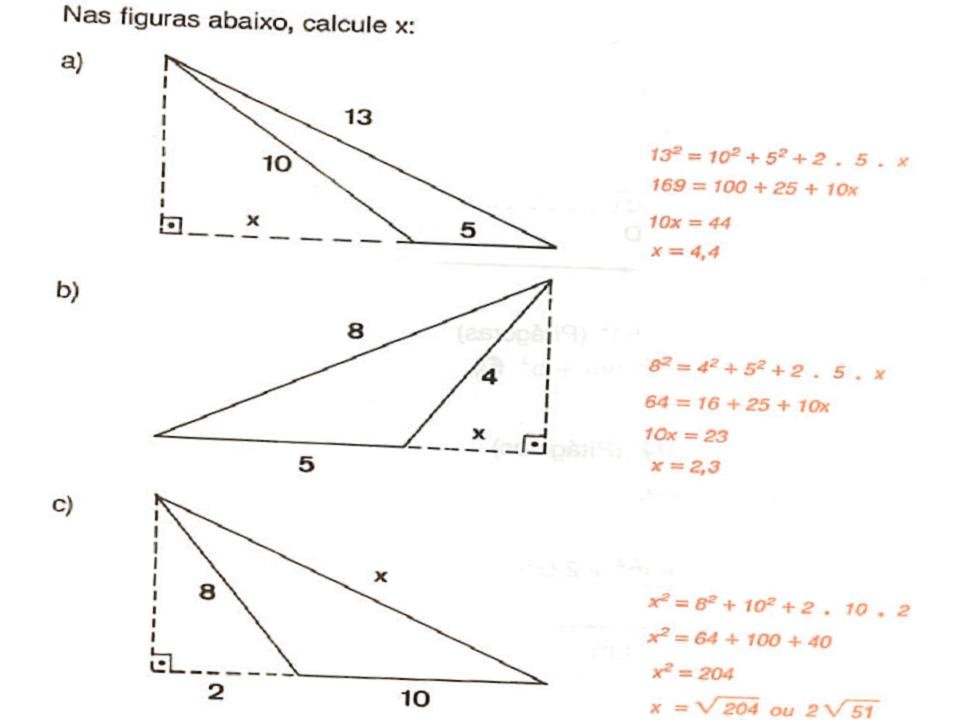 Nas figuras abaixo, calcule x:
a)
13
10
x
5
13² = 10² + 5² + 2 . 5 . x
169 = 100 + 25 + 10x
10x = 44
x = 4,4
b)
8
4
x
5
8² = 4² + 5² + 2 . 5 . x
64 = 16 + 25 + 10x
10x = 23
x = 2,3
c)
8
x
2
10
x² = 8² + 10² + 2 . 10 . 2
x² = 64 + 100 + 40
x² = 204
x = √204 ou 2√51